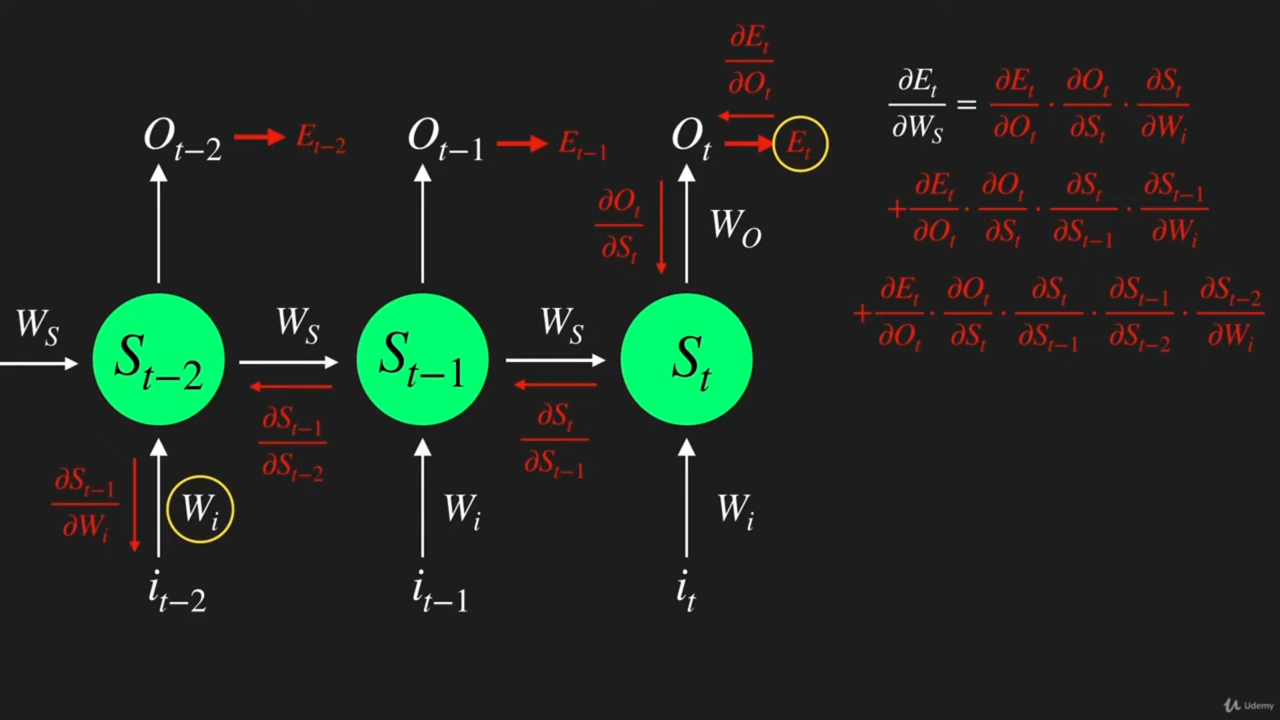 ∂E_t/∂O_t
∂E_t/∂W_S = ∂E_t/∂O_t · ∂O_t/∂S_t · ∂S_t/∂W_i
+ ∂E_t/∂O_t · ∂O_t/∂S_t · ∂S_t/∂S_{t−1} · ∂S_{t−1}/∂W_i
+ ∂E_t/∂O_t · ∂O_t/∂S_t · ∂S_t/∂S_{t−1} · ∂S_{t−1}/∂S_{t−2} · ∂S_{t−2}/∂W_i
O_{t−2} E_{t−2} O_{t−1} E_{t−1} O_t E_t
∂O_t/∂S_t W_O
W_S W_S W_S
S_{t−2} S_{t−1} S_t
∂S_{t−1}/∂S_{t−2} ∂S_t/∂S_{t−1}
∂S_{t−1}/∂W_i W_i W_i W_i
i_{t−2} i_{t−1} i_t
Udemy